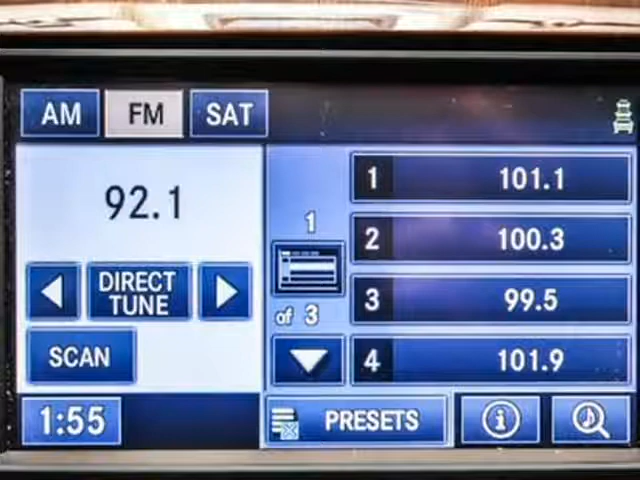 AM FM SAT
92.1
DIRECT
TUNE
SCAN
1:55
1
of 3
1 101.1
2 100.3
3 99.5
4 101.9
PRESETS
i